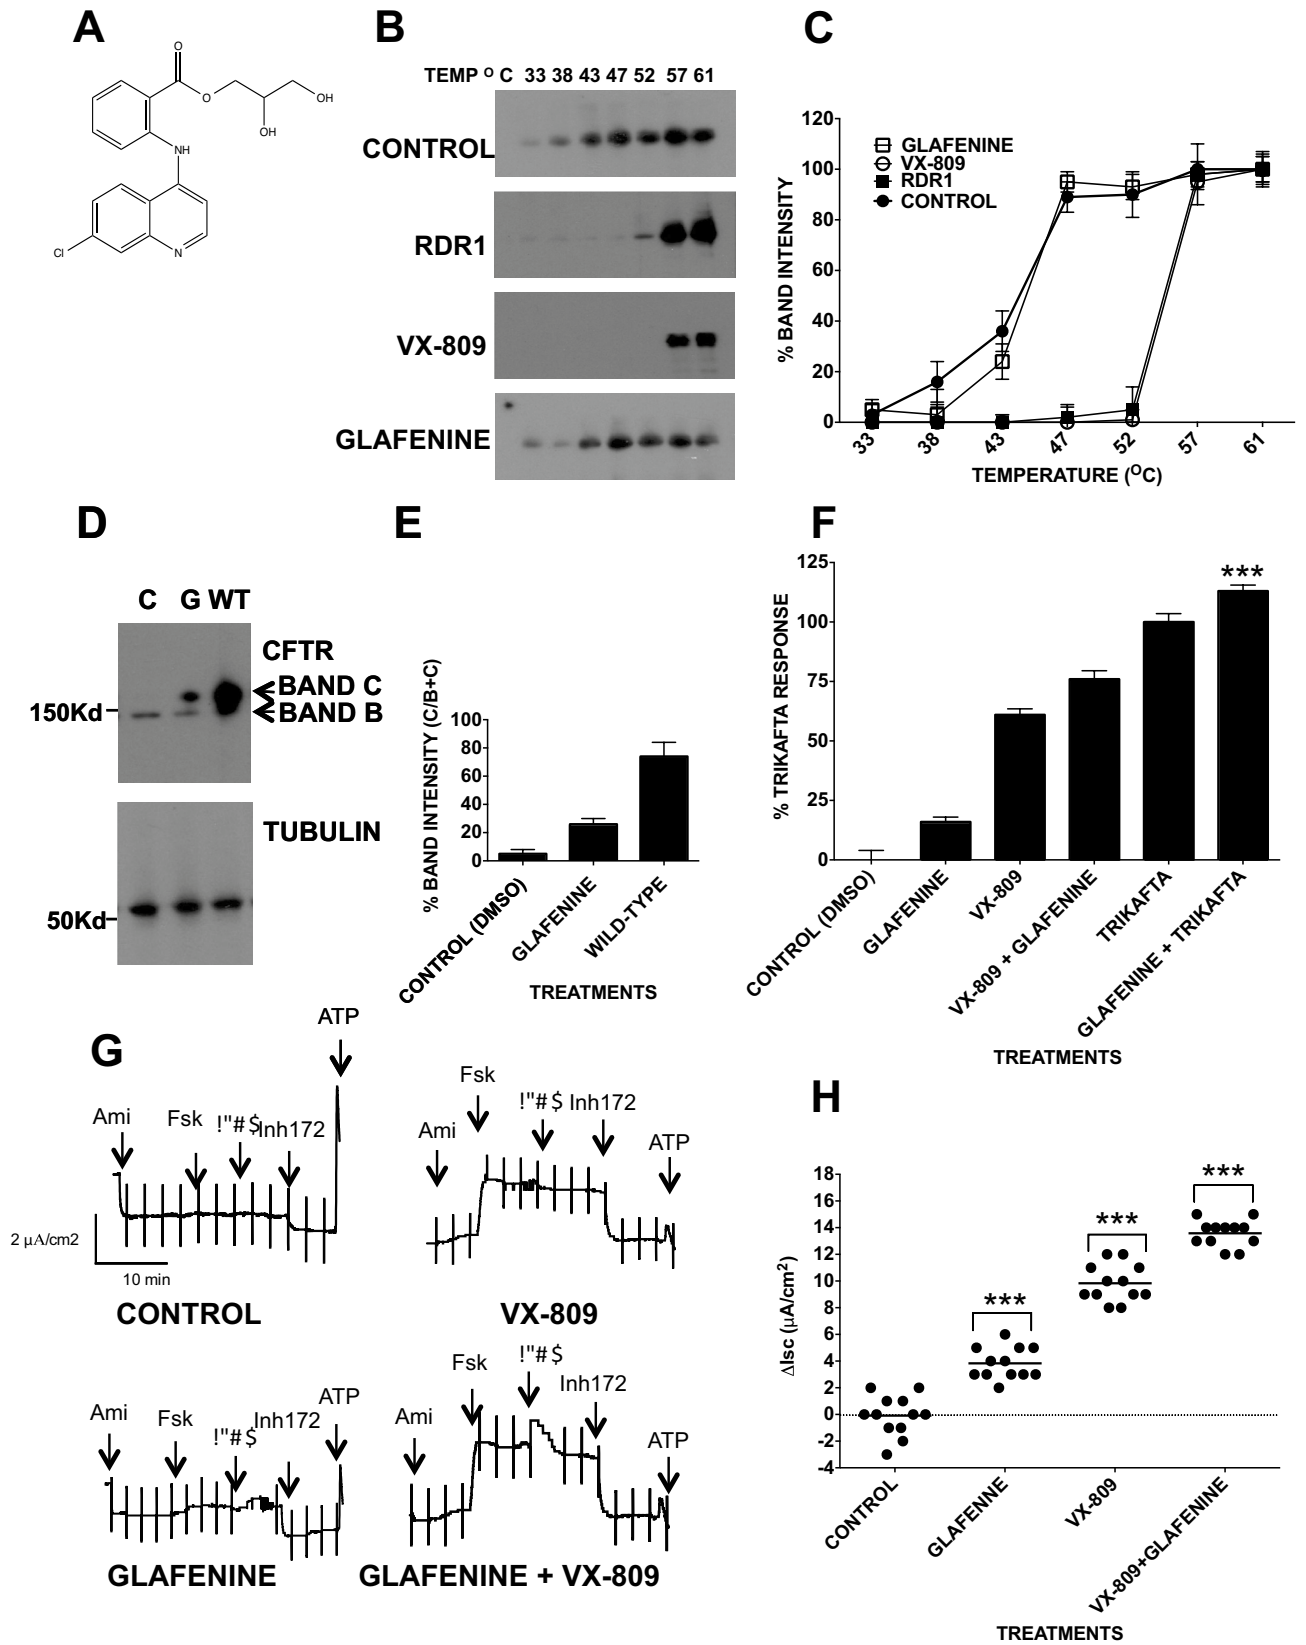 A
O
O
OH
OH
NH
Cl
N
B
TEMP O C 33 38 43 47 52 57 61
CONTROL
RDR1
VX-809
GLAFENINE
C
120
100
80
60
40
20
0
% BAND INTENSITY
GLAFENINE
VX-809
RDR1
CONTROL
33 38 43 47 52 57 61
TEMPERATURE (OC)
D
C G WT
CFTR
BAND C
BAND B
150Kd
TUBULIN
50Kd
E
100
80
60
40
20
0
% BAND INTENSITY (C/B+C)
CONTROL (DMSO)
GLAFENINE
WILD-TYPE
TREATMENTS
F
125
100
75
50
25
0
% TRIKAFTA RESPONSE
***
CONTROL (DMSO)
GLAFENINE
VX-809
VX-809 + GLAFENINE
TRIKAFTA
GLAFENINE + TRIKAFTA
TREATMENTS
G
ATP
Ami
Fsk
!"#$
Inh172
2 μA/cm2
10 min
CONTROL
Fsk
!"#$
Inh172
Ami
ATP
VX-809
Ami
Fsk
!"#$
Inh172
ATP
GLAFENINE
Fsk
!"#$
Inh172
Ami
ATP
GLAFENINE + VX-809
H
18
16
14
12
10
8
6
4
2
0
-2
-4
ΔIsc (μA/cm2)
***
***
***
CONTROL
GLAFENNE
VX-809
VX-809+GLAFENINE
TREATMENTS